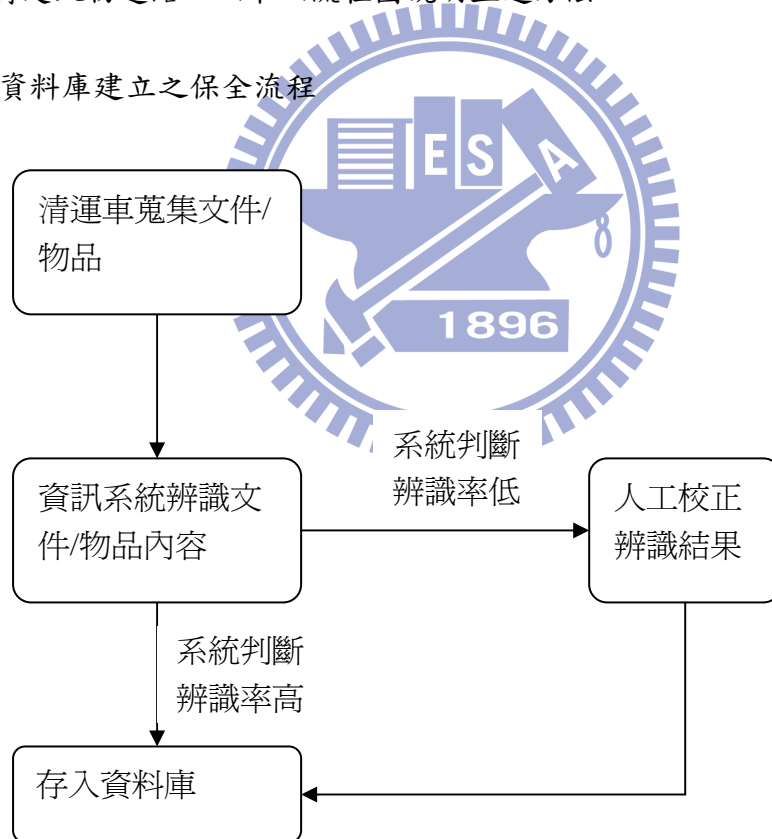 資料庫建立之保全流程
E S A
1896
清運車蒐集文件/
物品
系統判斷
辨識率低
資訊系統辨識文
件/物品內容
人工校正
辨識結果
系統判斷
辨識率高
存入資料庫